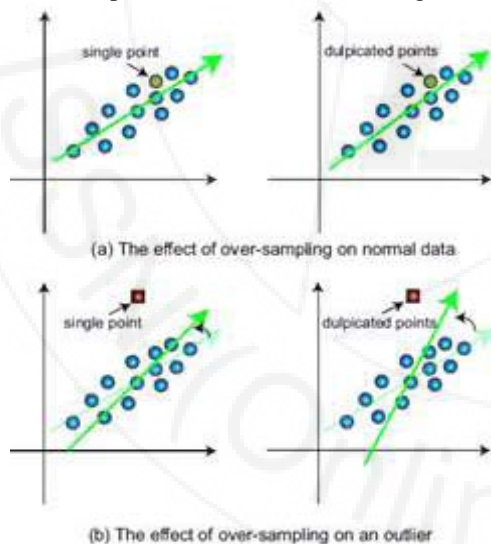 single point
dulpicated points
(a) The effect of over-sampling on normal data
single point
dulpicated points
(b) The effect of over-sampling on an outlier